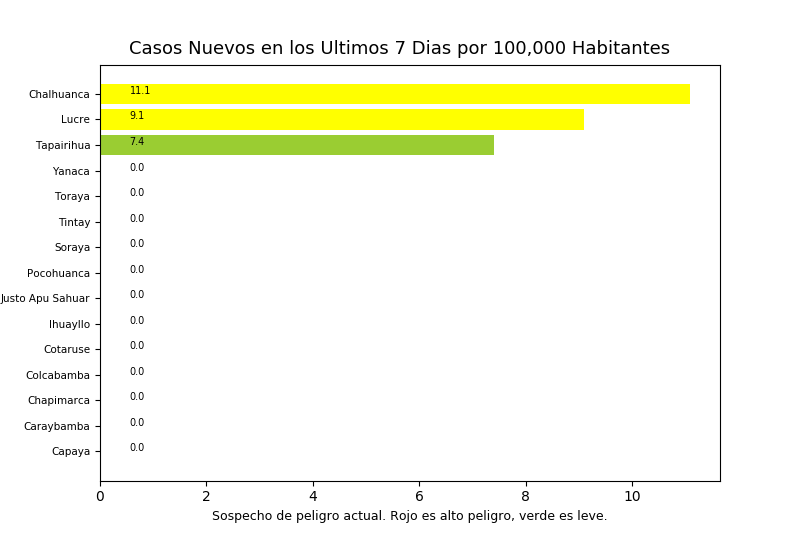 Casos Nuevos en los Ultimos 7 Dias por 100,000 Habitantes
Chalhuanca 11.1
Lucre 9.1
Tapairihua 7.4
Yanaca 0.0
Toraya 0.0
Tintay 0.0
Soraya 0.0
Pocohuanca 0.0
Justo Apu Sahuar 0.0
Ihuayllo 0.0
Cotaruse 0.0
Colcabamba 0.0
Chapimarca 0.0
Caraybamba 0.0
Capaya 0.0
0 2 4 6 8 10
Sospecho de peligro actual. Rojo es alto peligro, verde es leve.